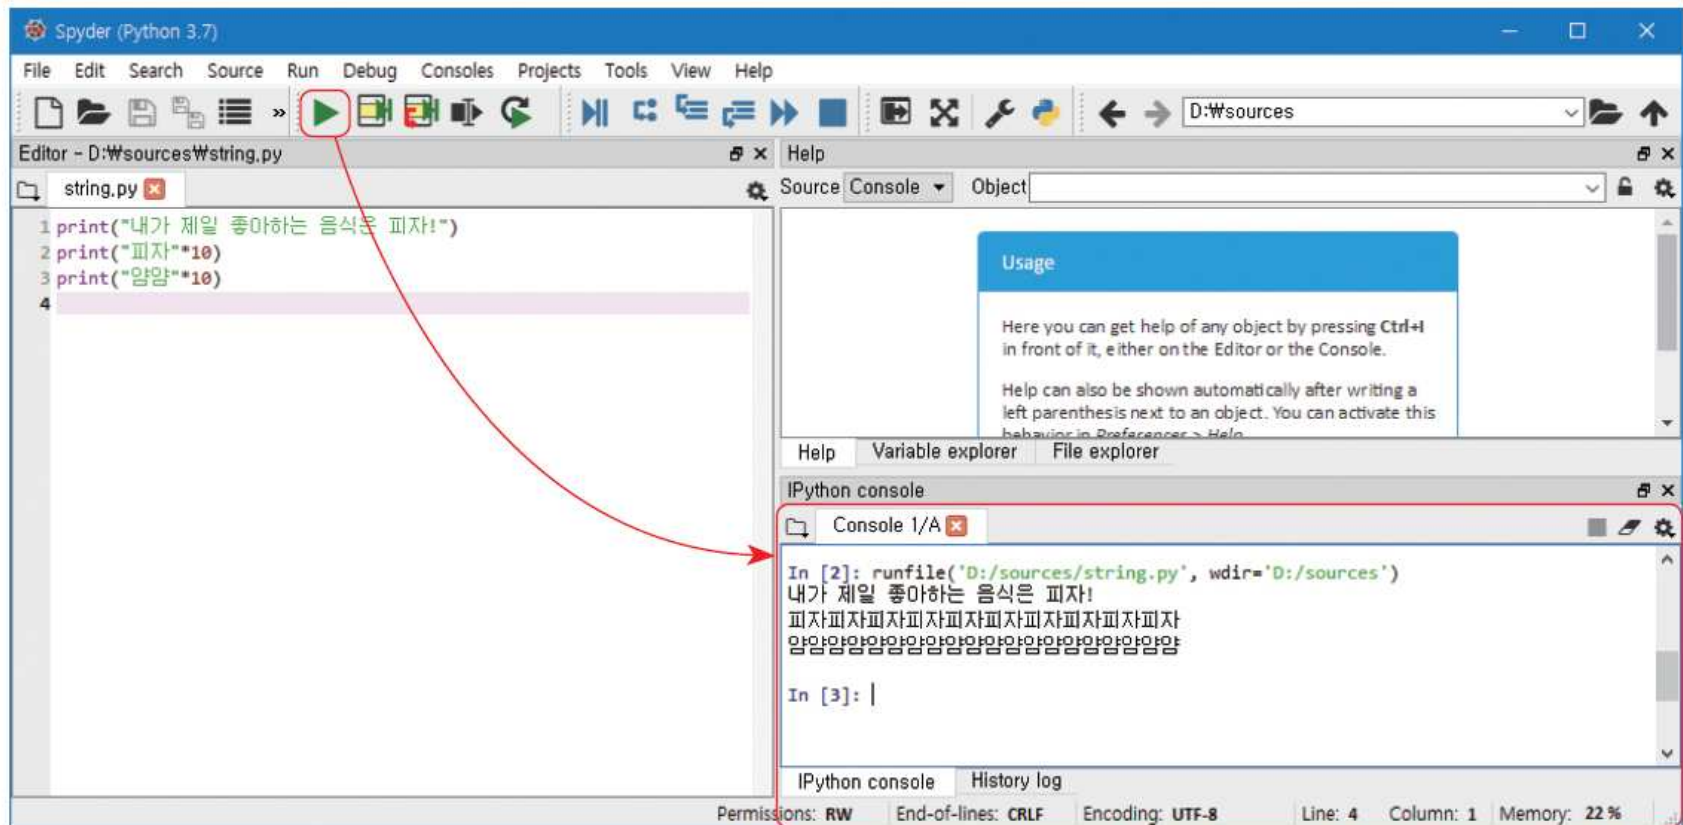 Spyder (Python 3.7)
File Edit Search Source Run Debug Consoles Projects Tools View Help
D:₩sources
Editor - D:₩sources₩string.py
string.py
1 print("내가 제일 좋아하는 음식은 피자!")
2 print("피자"*10)
3 print("얌얌"*10)
4
Help
Source Console Object
Usage
Here you can get help of any object by pressing Ctrl+I
in front of it, either on the Editor or the Console.
Help can also be shown automatically after writing a
left parenthesis next to an object. You can activate this
behavior in Preferences > Help
Help Variable explorer File explorer
IPython console
Console 1/A
In [2]: runfile('D:/sources/string.py', wdir='D:/sources')
내가 제일 좋아하는 음식은 피자!
피자피자피자피자피자피자피자피자피자피자
얌얌얌얌얌얌얌얌얌얌얌얌얌얌얌얌얌얌얌얌
In [3]:
IPython console History log
Permissions: RW End-of-lines: CRLF Encoding: UTF-8 Line: 4 Column: 1 Memory: 22 %